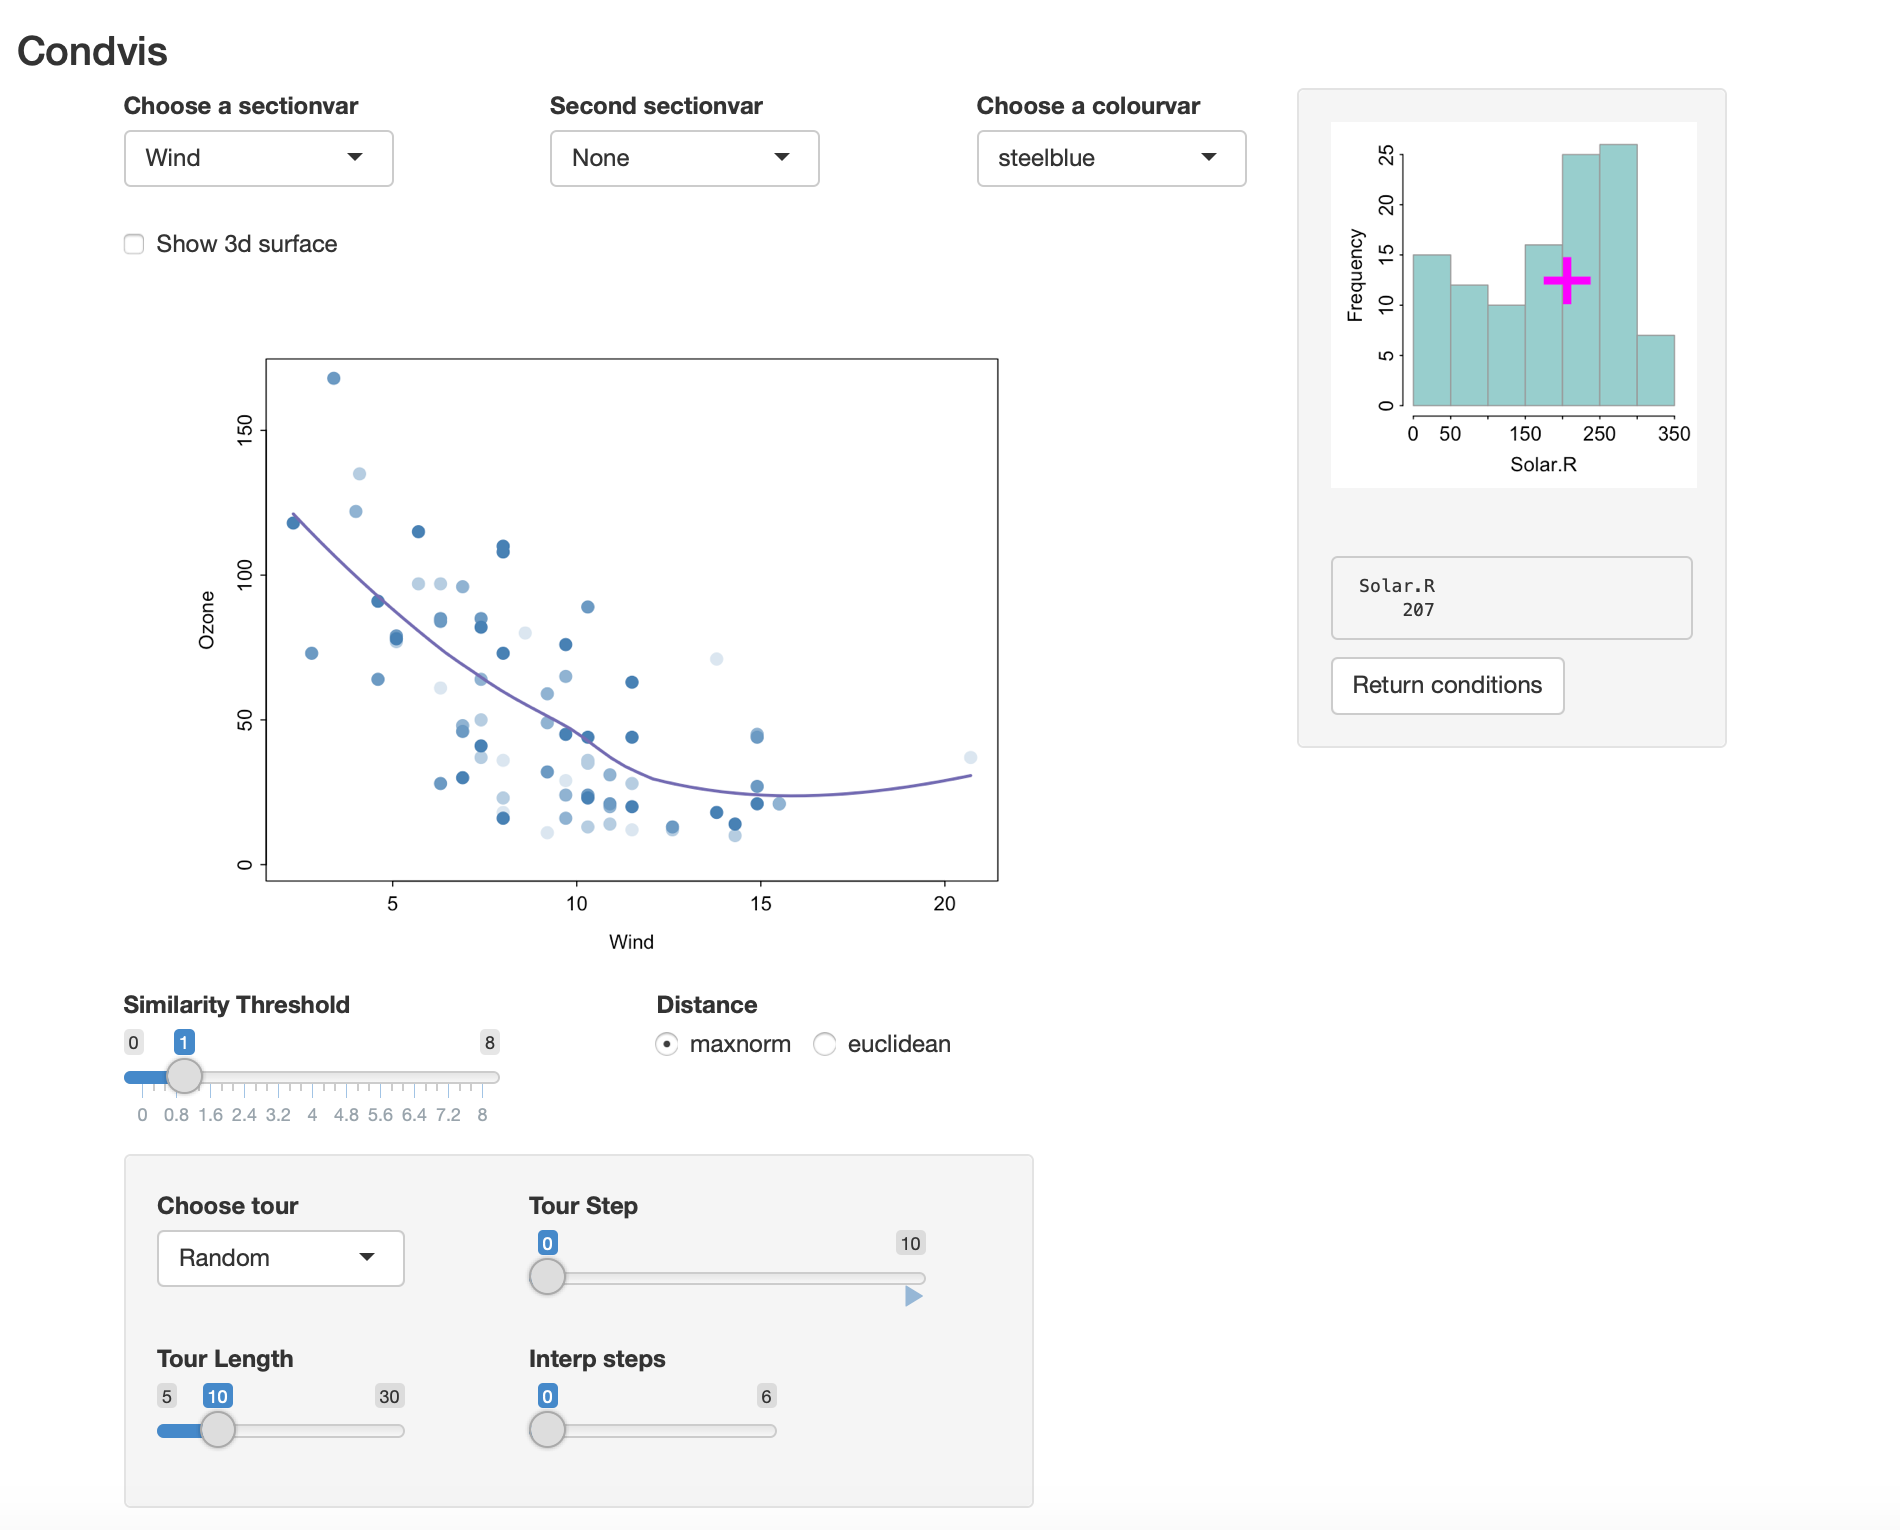 Condvis
Choose a sectionvar
Second sectionvar
Choose a colourvar
Wind
None
steelblue
Show 3d surface
150
100
50
0
Ozone
5 10 15 20
Wind
25
20
15
10
5
0
Frequency
0 50 150 250 350
Solar.R
Solar.R
207
Return conditions
Similarity Threshold
0 1 8
0 0.8 1.6 2.4 3.2 4 4.8 5.6 6.4 7.2 8
Distance
maxnorm euclidean
Choose tour
Random
Tour Step
0 10
Tour Length
5 10 30
Interp steps
0 6